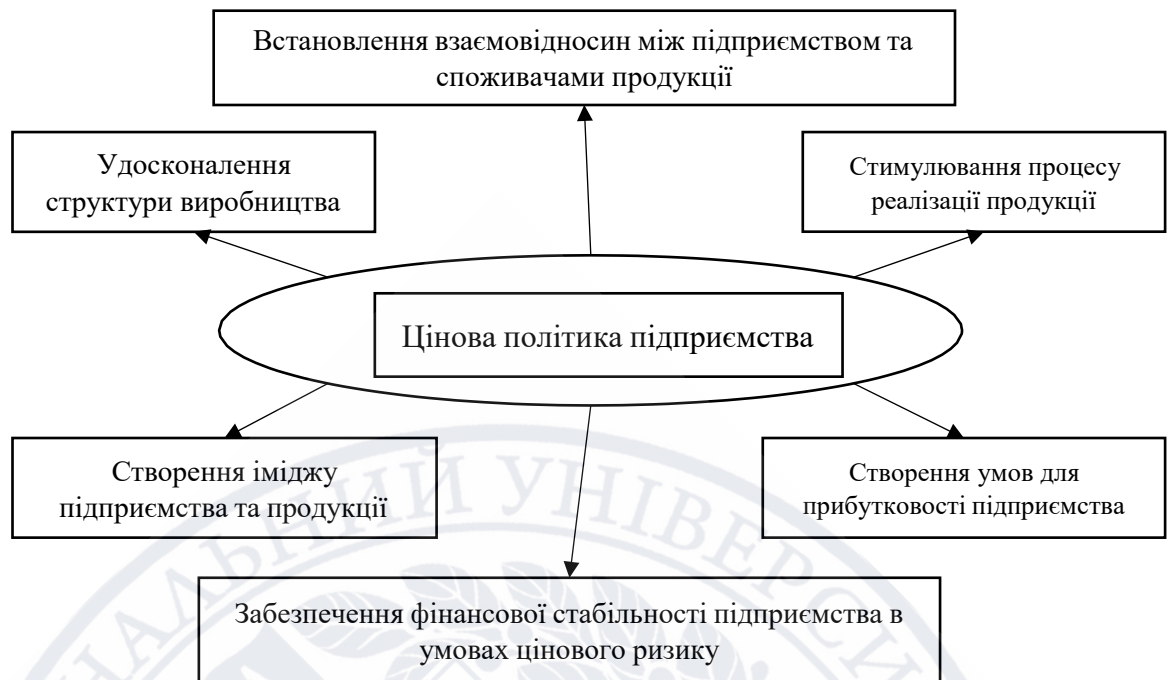 Встановлення взаємовідносин між підприємством та
споживачами продукції
Удосконалення
структури виробництва
Стимулювання процесу
реалізації продукції
Цінова політика підприємства
Створення іміджу
підприємства та продукції
Створення умов для
прибутковості підприємства
Забезпечення фінансової стабільності підприємства в
умовах цінового ризику